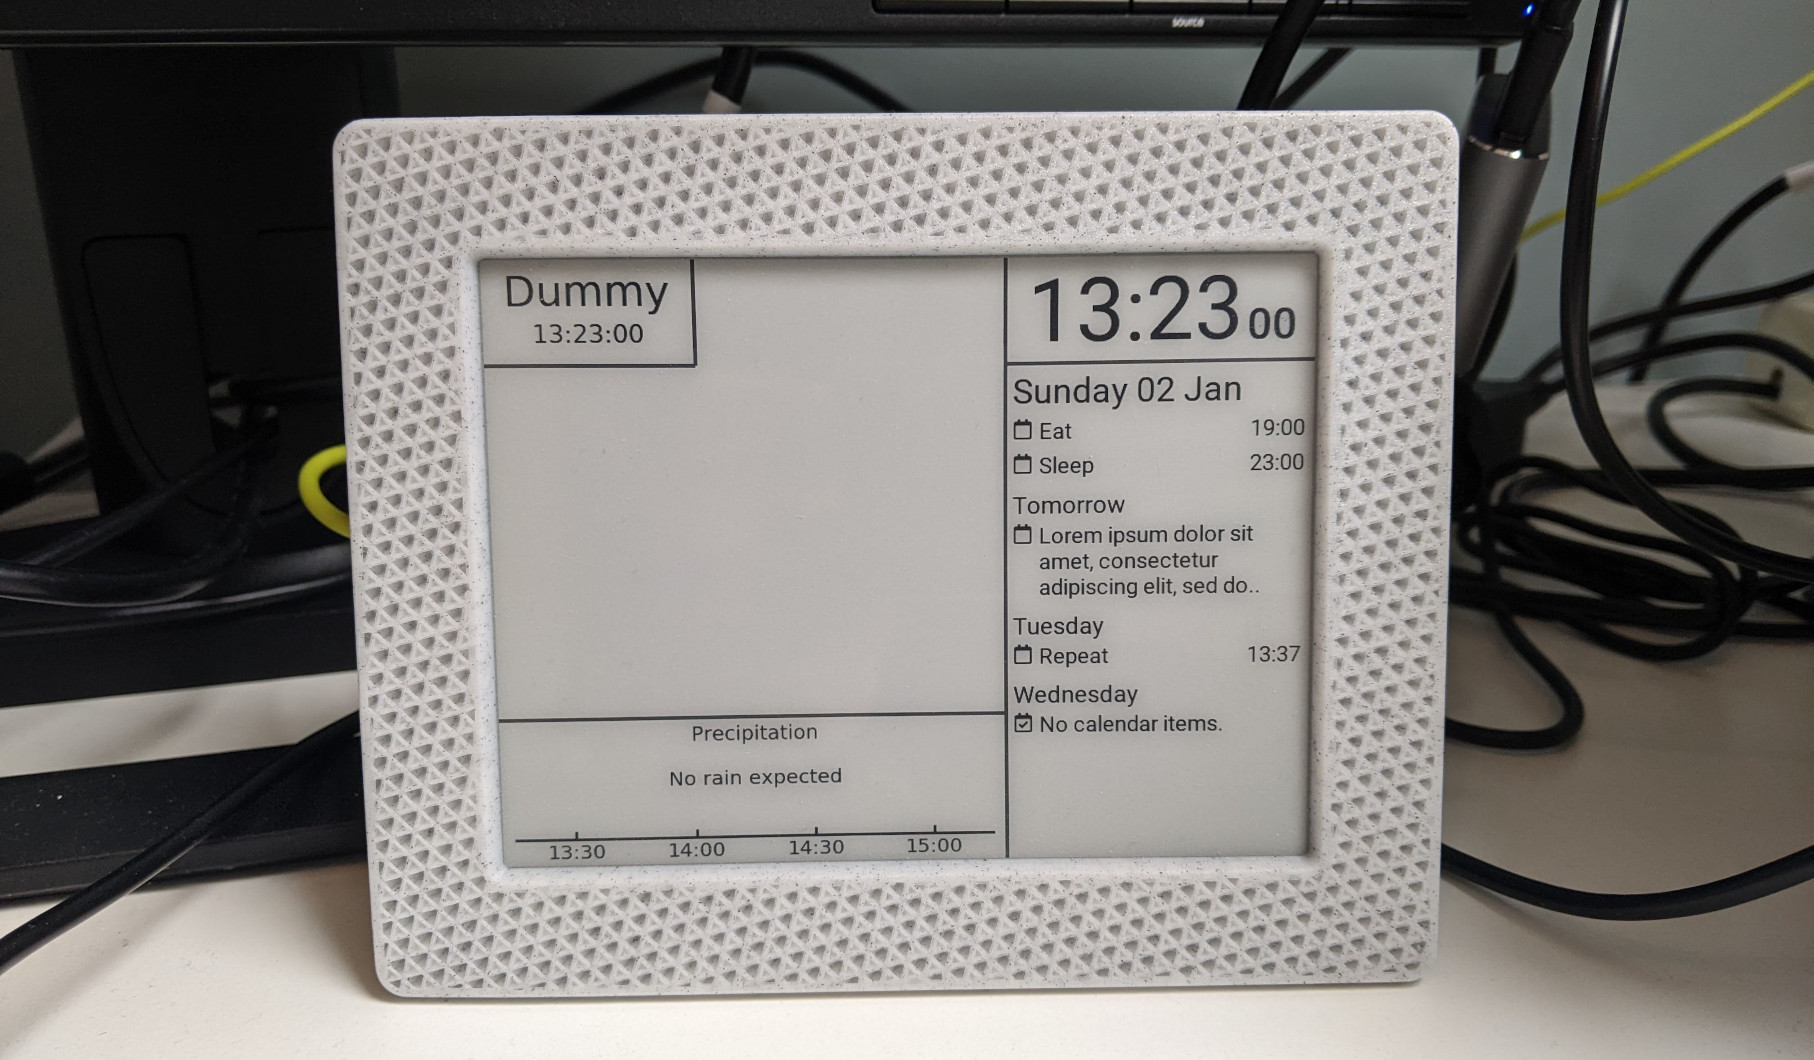 source
Dummy
13:23:00
13:23 00
Sunday 02 Jan
Eat 19:00
Sleep 23:00
Tomorrow
Lorem ipsum dolor sit
amet, consectetur
adipiscing elit, sed do..
Tuesday
Repeat 13:37
Wednesday
No calendar items.
Precipitation
No rain expected
13:30 14:00 14:30 15:00